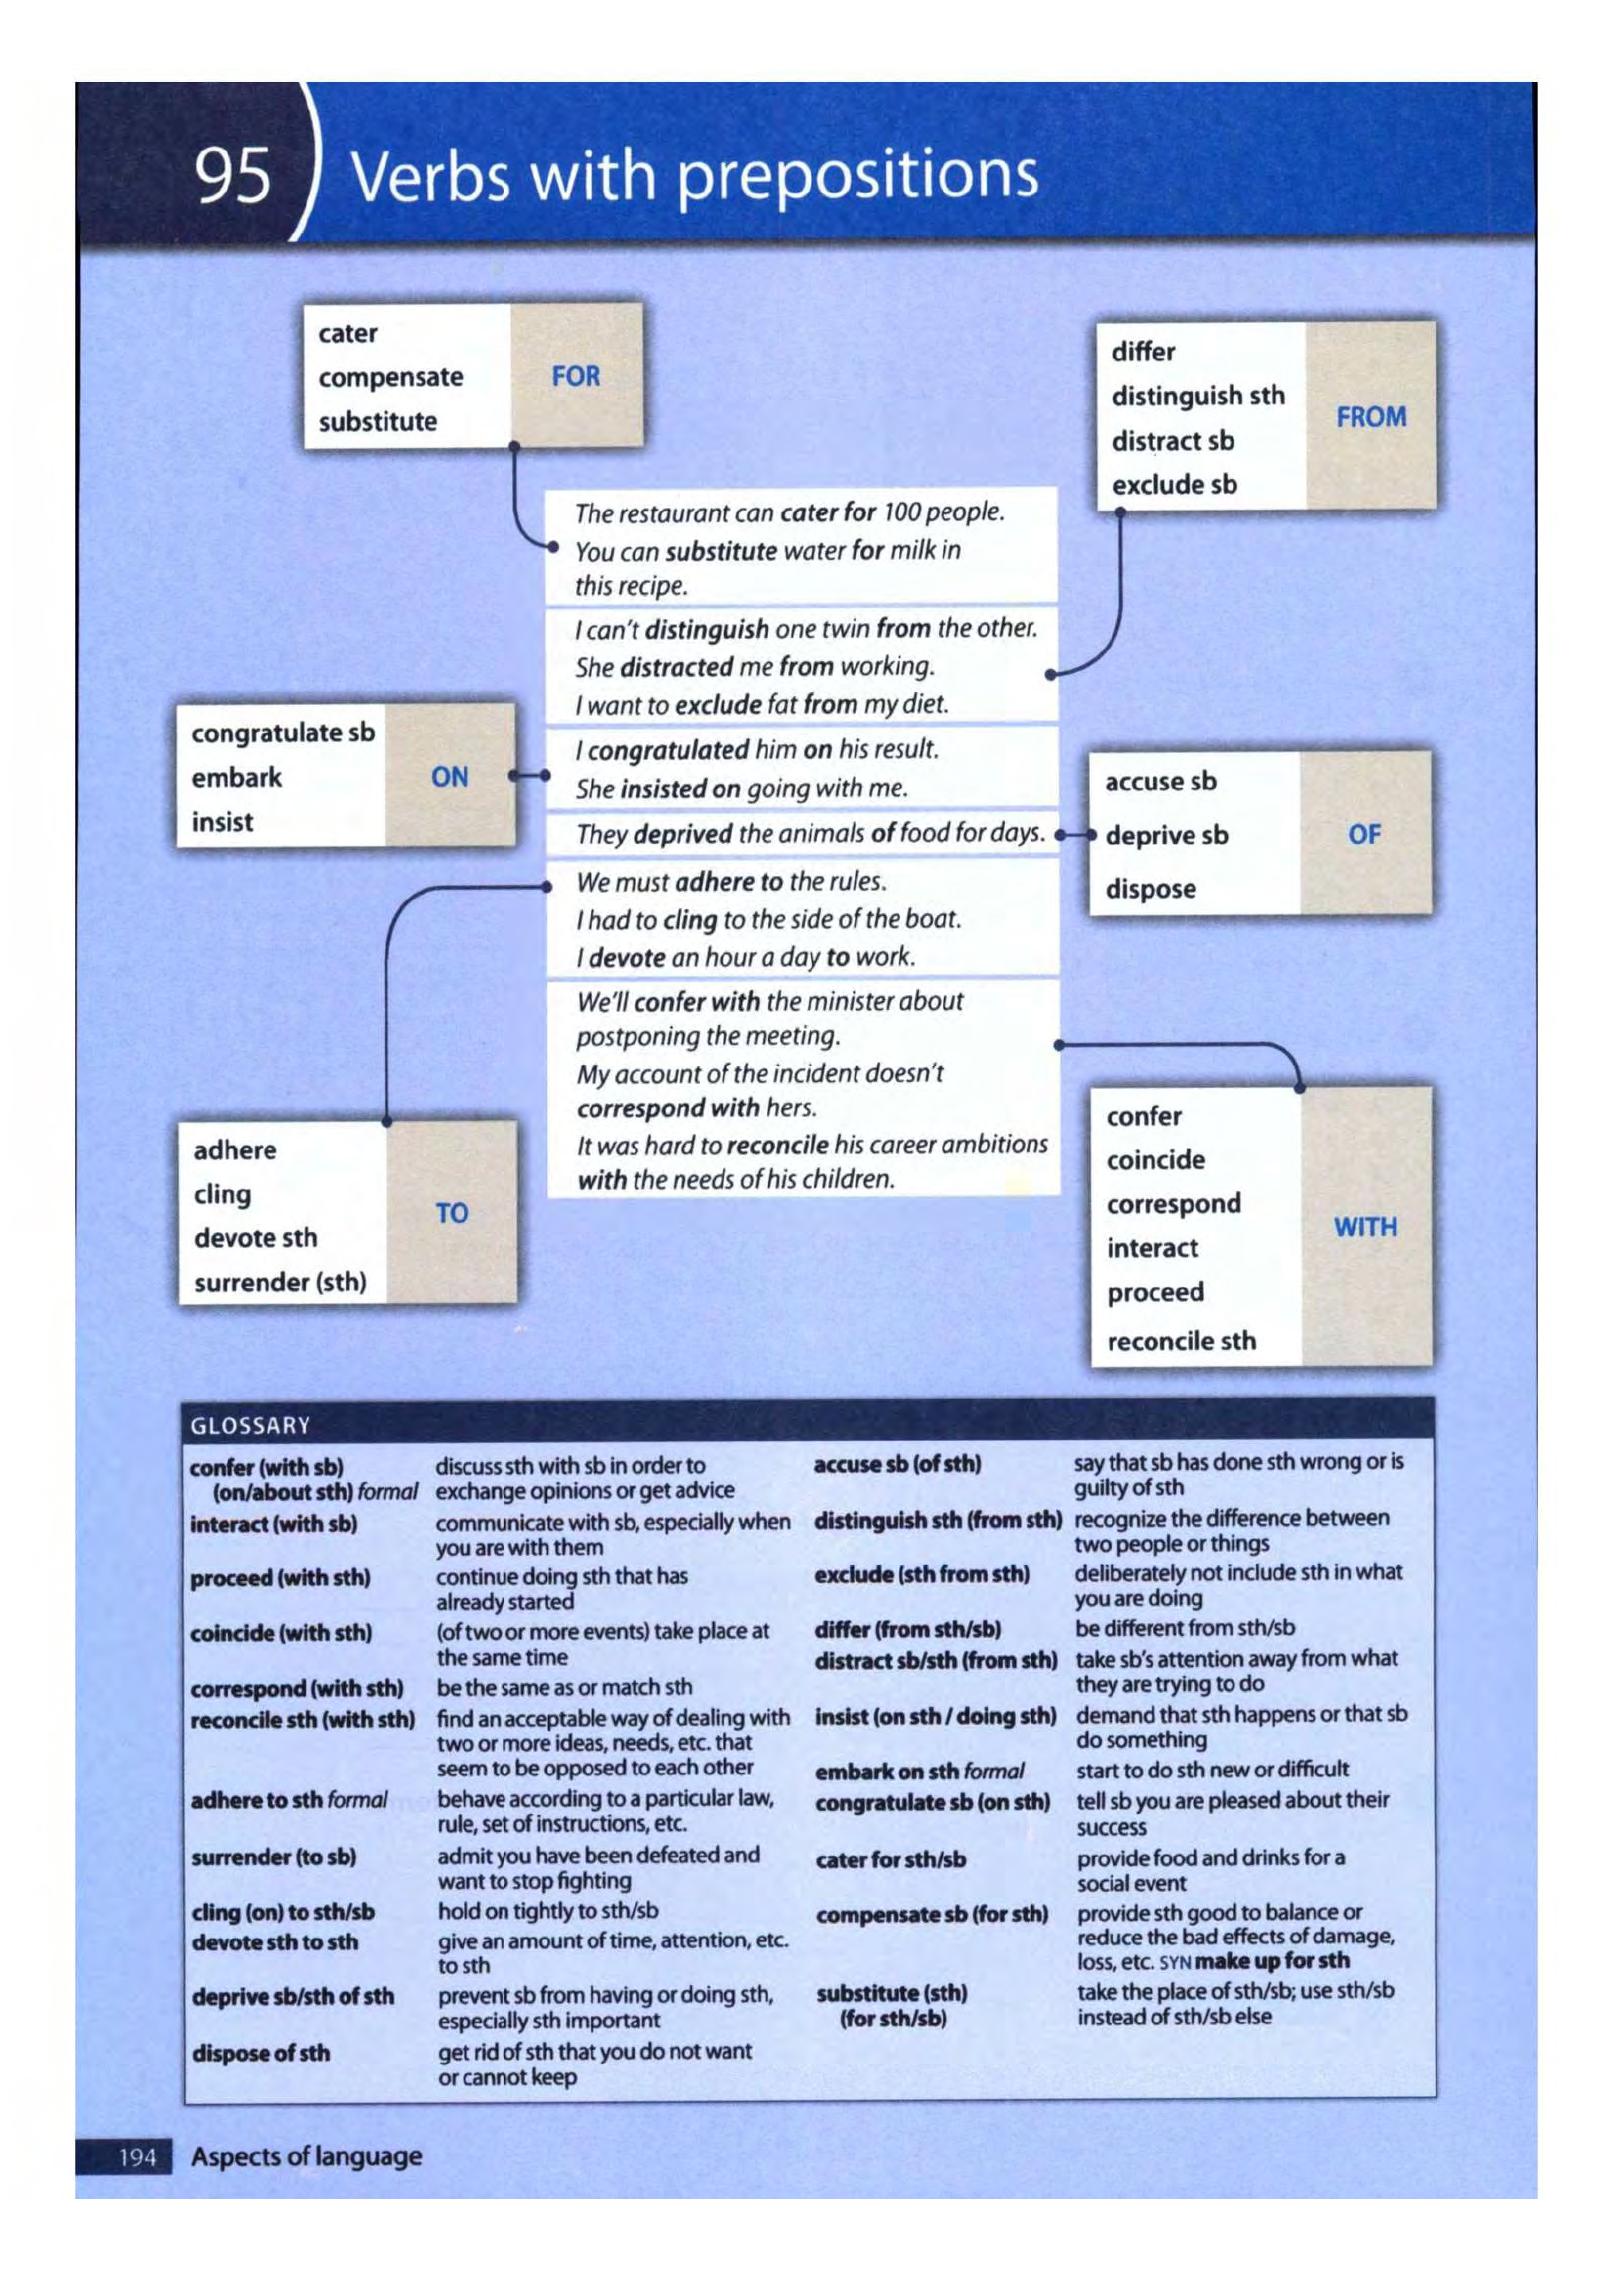 95
Verbs with prepositions
cater
compensate
substitute
FOR
differ
distinguish sth
distract sb
exclude sb
FROM
The restaurant can cater for 100 people.
You can substitute water for milk in
this recipe.
I can't distinguish one twin from the other.
She distracted me from working.
I want to exclude fat from my diet.
congratulate sb
embark
insist
ON
I congratulated him on his result.
She insisted on going with me.
They deprived the animals of food for days.
accuse sb
deprive sb
dispose
OF
We must adhere to the rules.
I had to cling to the side of the boat.
I devote an hour a day to work.
We'll confer with the minister about
postponing the meeting.
My account of the incident doesn't
correspond with hers.
It was hard to reconcile his career ambitions
with the needs of his children.
adhere
cling
devote sth
surrender (sth)
TO
confer
coincide
correspond
interact
proceed
reconcile sth
WITH
GLOSSARY
confer (with sb) discuss sth with sb in order to
(on/about sth) formal exchange opinions or get advice
interact (with sb) communicate with sb, especially when
you are with them
proceed (with sth) continue doing sth that has
already started
coincide (with sth) (of two or more events) take place at
the same time
correspond (with sth) be the same as or match sth
reconcile sth (with sth) find an acceptable way of dealing with
two or more ideas, needs, etc. that
seem to be opposed to each other
adhere to sth formal behave according to a particular law,
rule, set of instructions, etc.
surrender (to sb) admit you have been defeated and
want to stop fighting
cling (on) to sth/sb hold on tightly to sth/sb
devote sth to sth give an amount of time, attention, etc.
to sth
deprive sb/sth of sth prevent sb from having or doing sth,
especially sth important
dispose of sth get rid of sth that you do not want
or cannot keep
accuse sb (of sth) say that sb has done sth wrong or is
guilty of sth
distinguish sth (from sth) recognize the difference between
two people or things
exclude (sth from sth) deliberately not include sth in what
you are doing
differ (from sth/sb) be different from sth/sb
distract sb/sth (from sth) take sb's attention away from what
they are trying to do
insist (on sth / doing sth) demand that sth happens or that sb
do something
embark on sth formal start to do sth new or difficult
congratulate sb (on sth) tell sb you are pleased about their
success
cater for sth/sb provide food and drinks for a
social event
compensate sb (for sth) provide sth good to balance or
reduce the bad effects of damage,
loss, etc. SYN make up for sth
substitute (sth) take the place of sth/sb; use sth/sb
(for sth/sb) instead of sth/sb else
194 Aspects of language